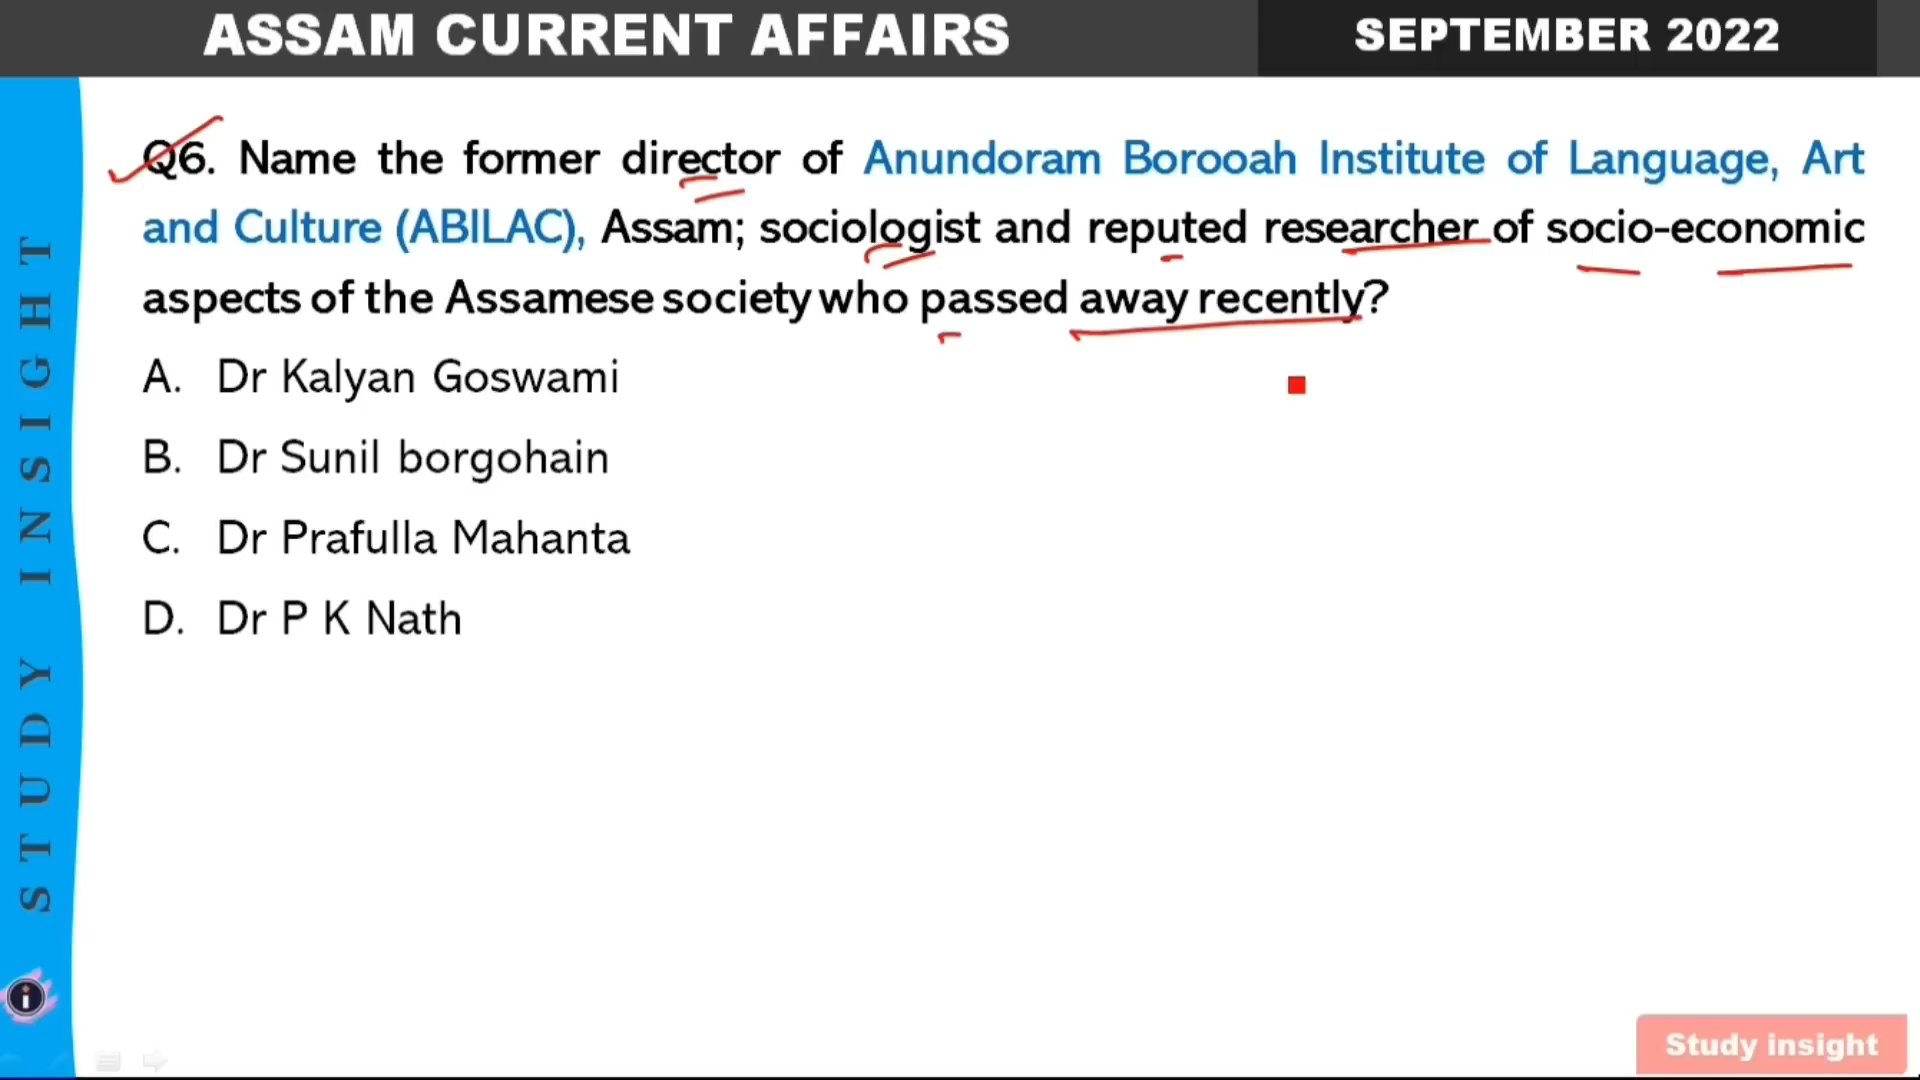 ASSAM CURRENT AFFAIRS
SEPTEMBER 2022
Q6. Name the former director of Anundoram Borooah Institute of Language, Art
and Culture (ABILAC), Assam; sociologist and reputed researcher of socio-economic
aspects of the Assamese society who passed away recently?
A. Dr Kalyan Goswami
B. Dr Sunil borgohain
C. Dr Prafulla Mahanta
D. Dr P K Nath
STUDY INSIGHT
i
Study insight